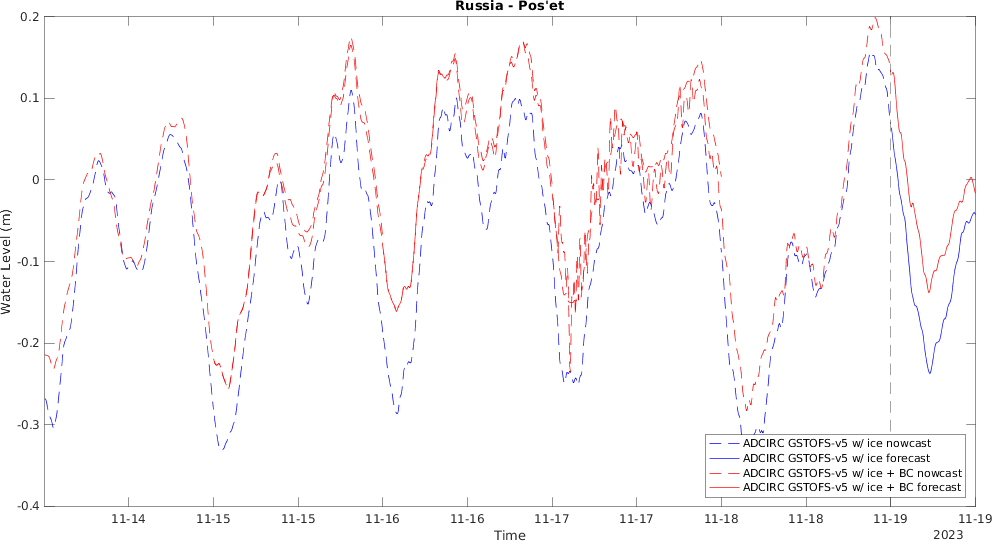 Russia - Pos'et
Water Level (m)
0.2
0.1
0
-0.1
-0.2
-0.3
-0.4
ADCIRC GSTOFS-v5 w/ ice nowcast
ADCIRC GSTOFS-v5 w/ ice forecast
ADCIRC GSTOFS-v5 w/ ice + BC nowcast
ADCIRC GSTOFS-v5 w/ ice + BC forecast
11-14 11-15 11-15 11-16 11-16 11-17 11-17 11-18 11-18 11-19 11-19
Time
2023